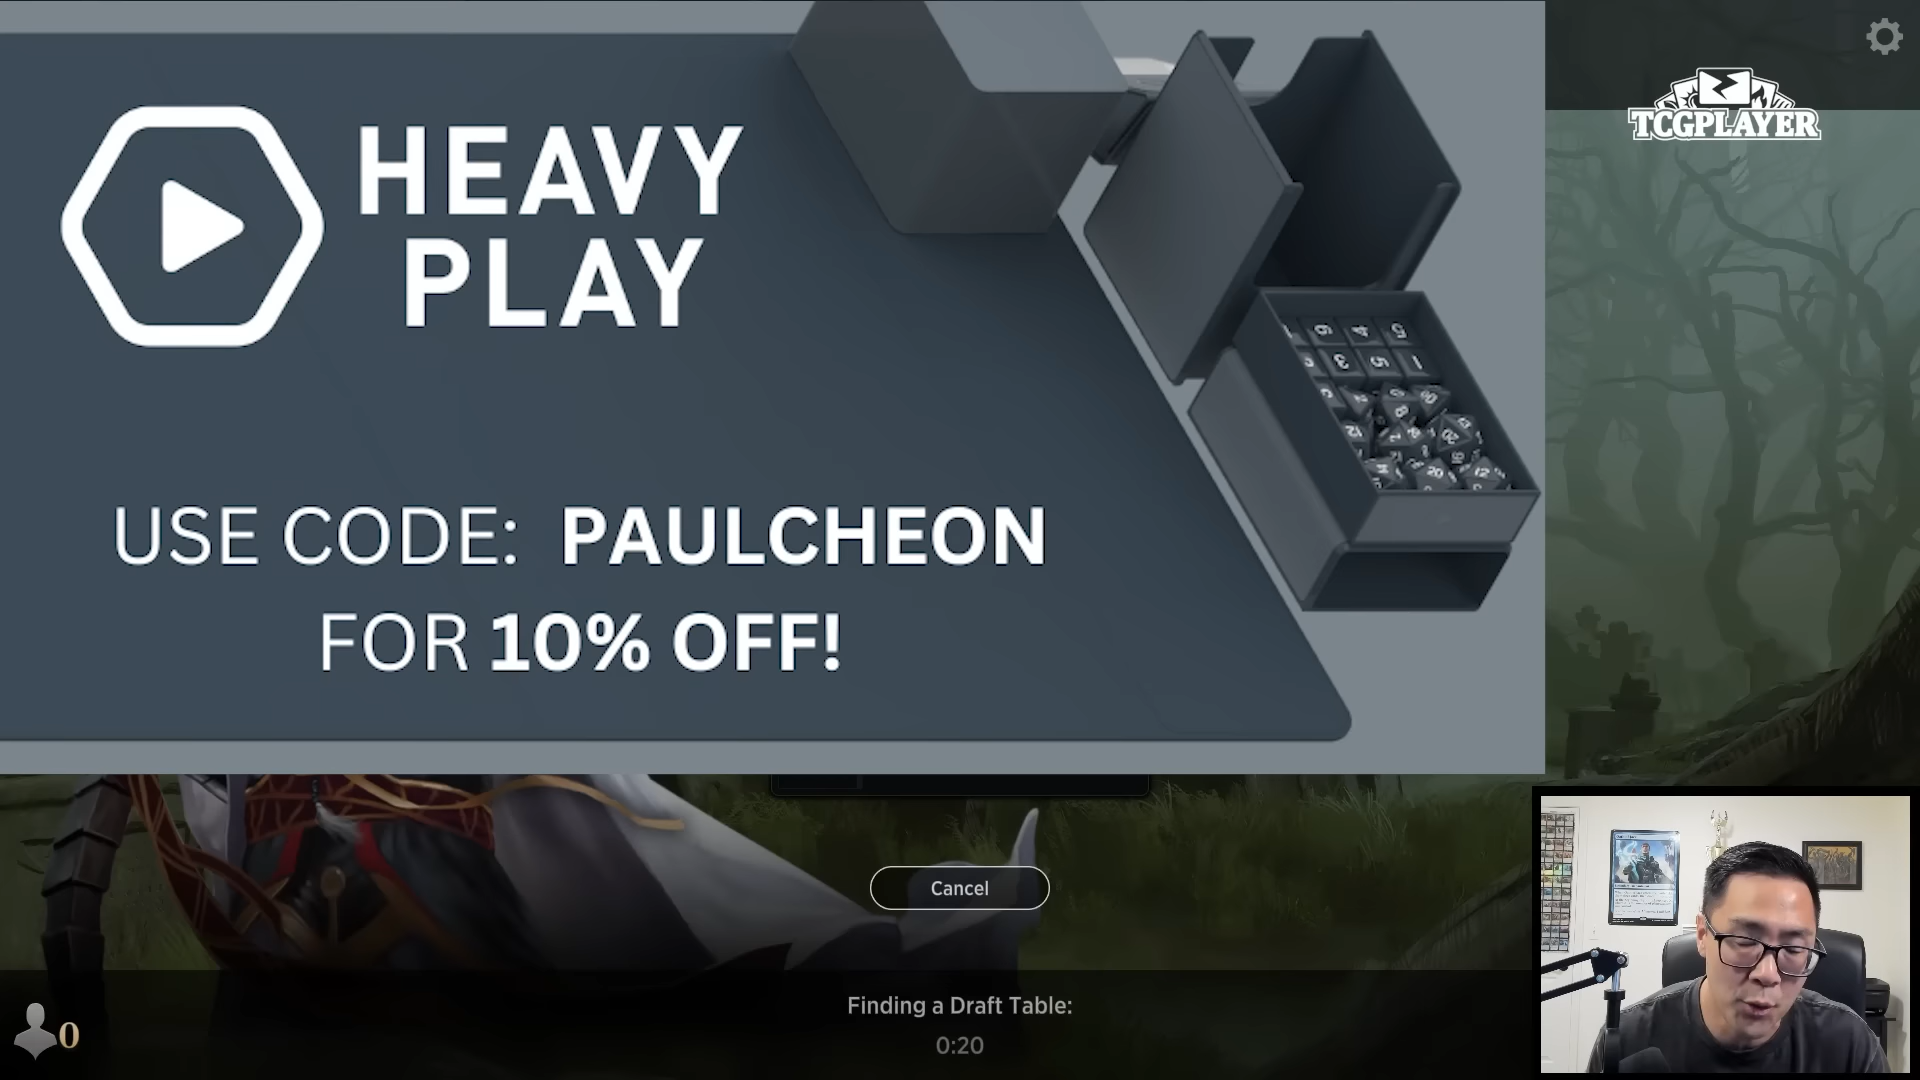 HEAVY
PLAY
TCGPLAYER
USE CODE: PAULCHEON
FOR 10% OFF!
Cancel
Finding a Draft Table:
0:20
0